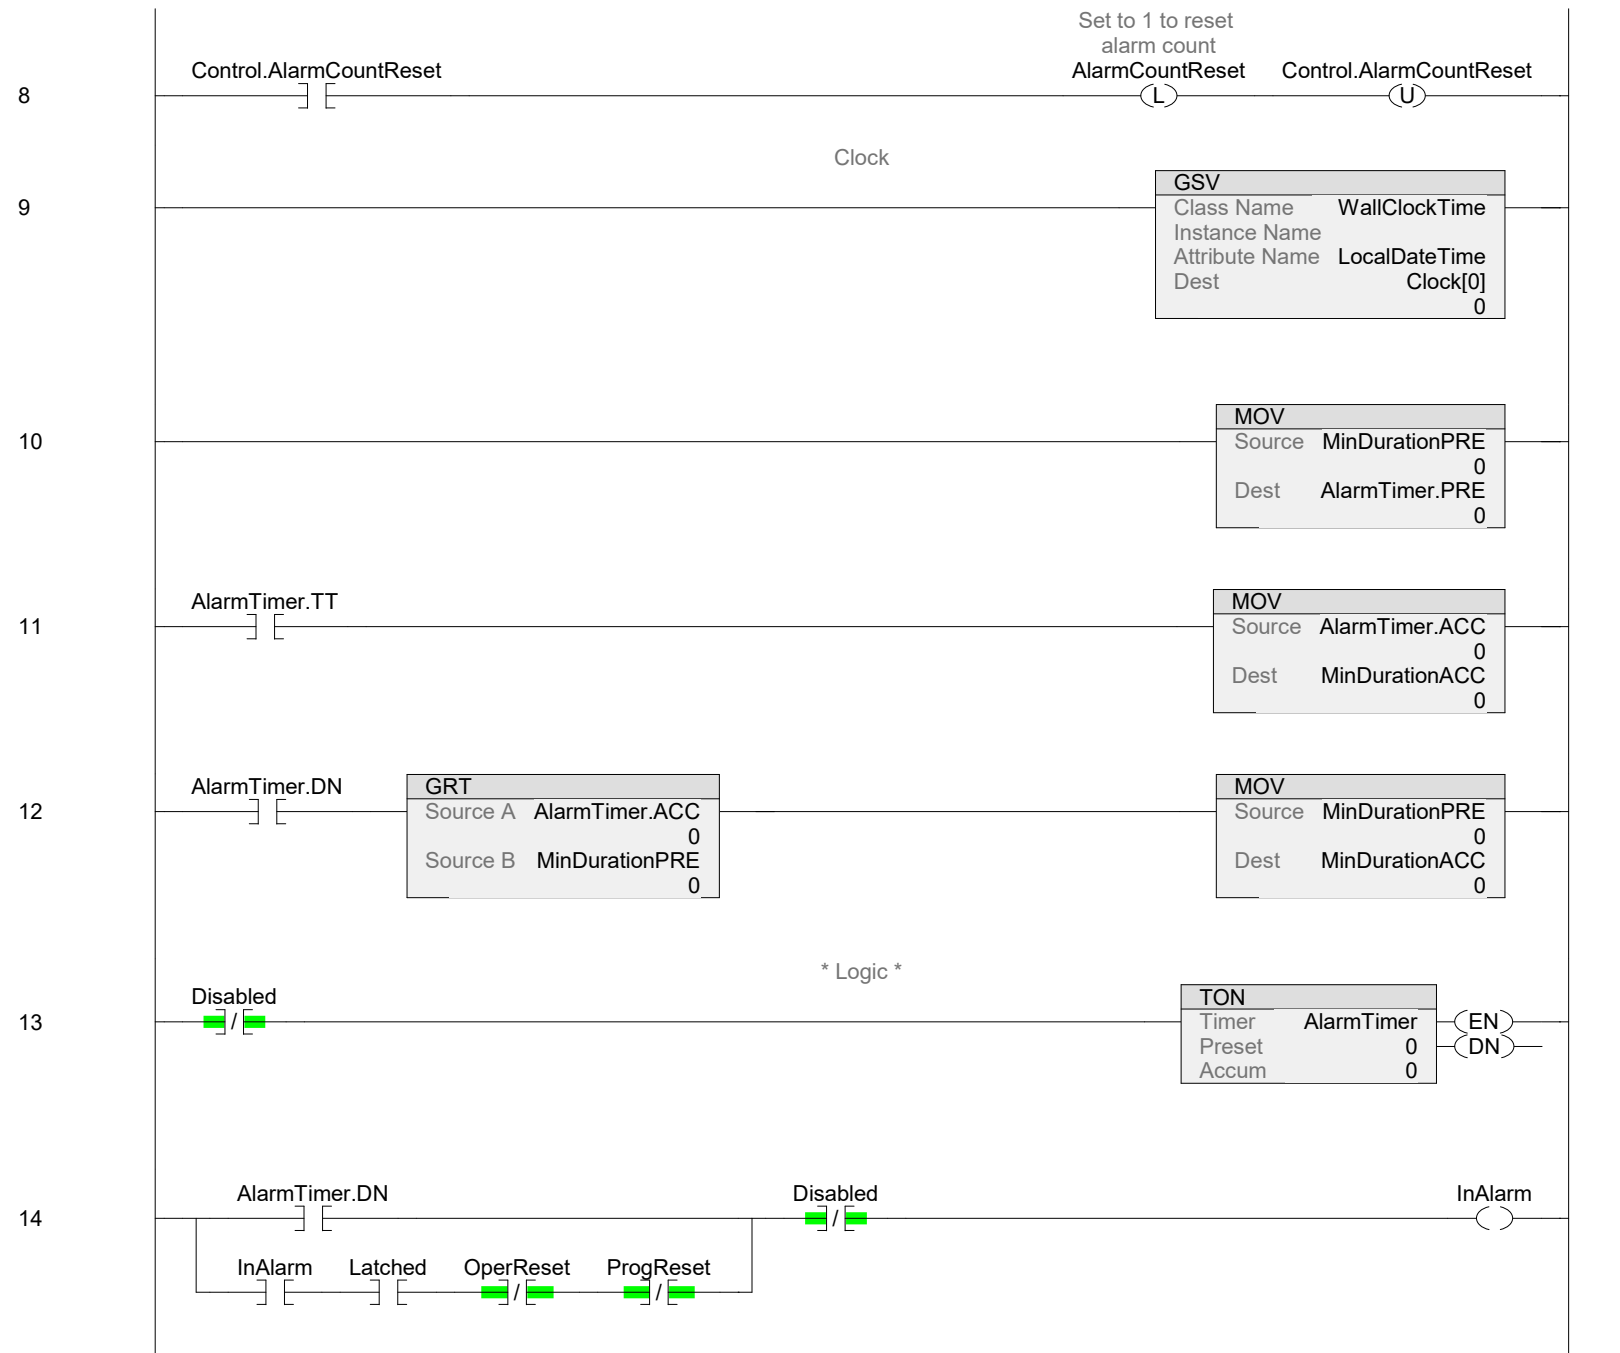 Set to 1 to reset
alarm count
Control.AlarmCountReset AlarmCountReset Control.AlarmCountReset
8 L U
Clock
GSV
9 Class Name WallClockTime
Instance Name
Attribute Name LocalDateTime
Dest Clock[0]
0
MOV
10 Source MinDurationPRE
0
Dest AlarmTimer.PRE
0
AlarmTimer.TT MOV
11 Source AlarmTimer.ACC
0
Dest MinDurationACC
0
AlarmTimer.DN GRT MOV
12 Source A AlarmTimer.ACC Source MinDurationPRE
0 0
Source B MinDurationPRE Dest MinDurationACC
0 0
* Logic *
Disabled TON
13 / Timer AlarmTimer EN
Preset 0 DN
Accum 0
AlarmTimer.DN Disabled InAlarm
14 /
InAlarm Latched OperReset ProgReset
/ /